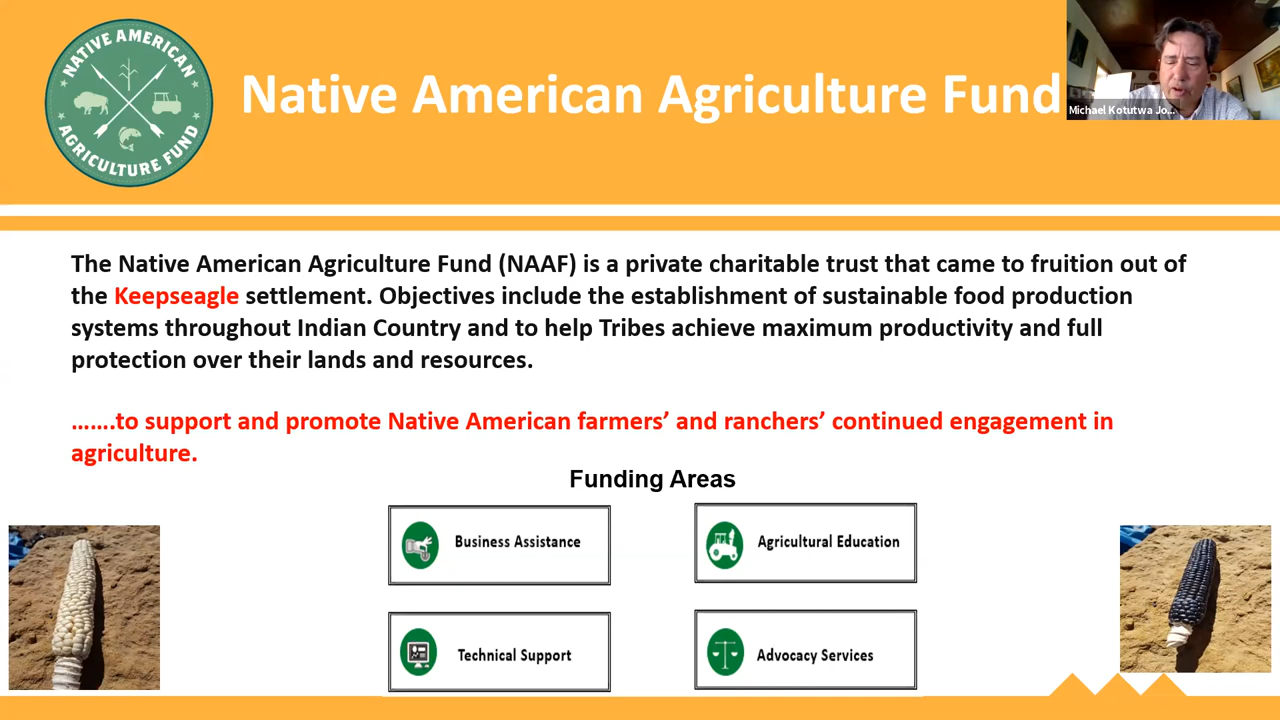 NATIVE AMERICAN
AGRICULTURE FUND
Native American Agriculture Fund
Michael Kotutwa Jo...
The Native American Agriculture Fund (NAAF) is a private charitable trust that came to fruition out of
the Keepseagle settlement. Objectives include the establishment of sustainable food production
systems throughout Indian Country and to help Tribes achieve maximum productivity and full
protection over their lands and resources.
…….to support and promote Native American farmers’ and ranchers’ continued engagement in
agriculture.
Funding Areas
Business Assistance
Agricultural Education
Technical Support
Advocacy Services